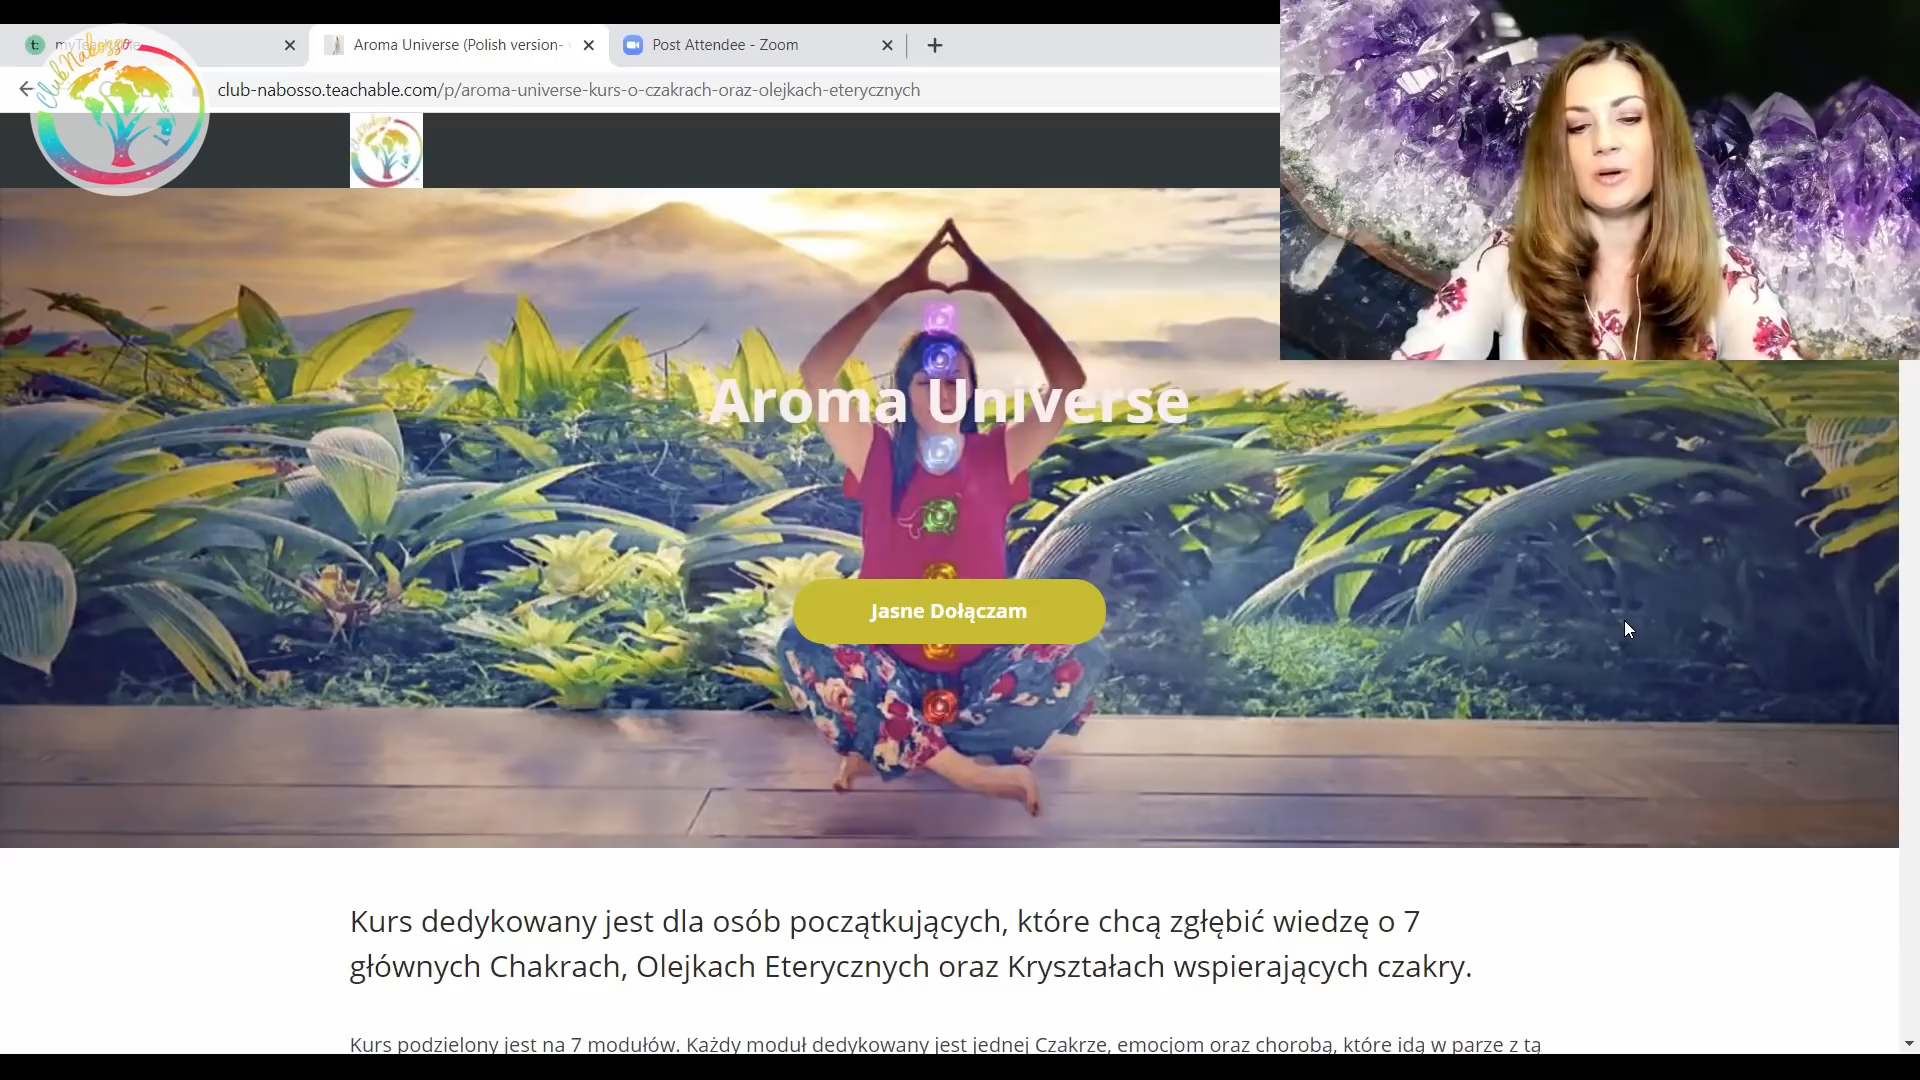 Aroma Universe (Polish version-
Post Attendee - Zoom
club-nabosso.teachable.com/p/aroma-universe-kurs-o-czakrach-oraz-olejkach-eterycznych
Club Nabosso
Aroma Universe
Jasne Dołączam
Kurs dedykowany jest dla osób początkujących, które chcą zgłębić wiedzę o 7
głównych Chakrach, Olejkach Eterycznych oraz Kryształach wspierających czakry.
Kurs podzielony jest na 7 modułów. Każdy moduł dedykowany jest jednej Czakrze, emocjom oraz chorobą, które idą w parze z tą